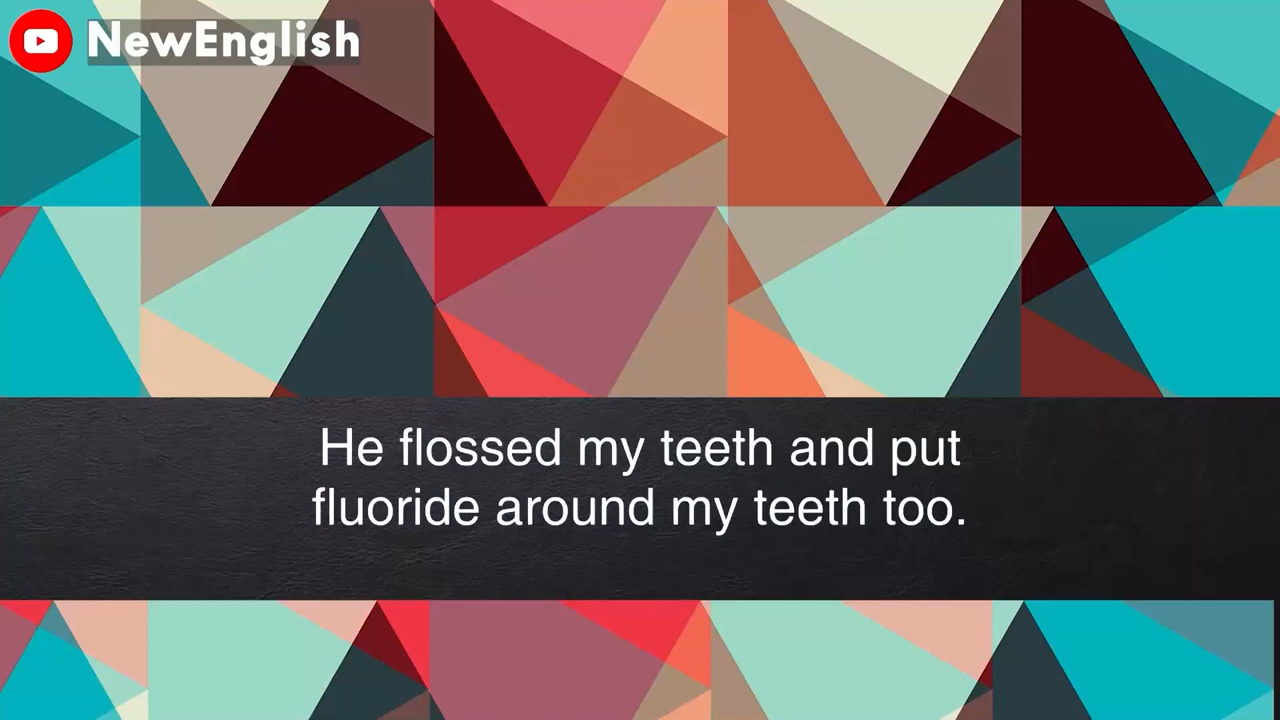 NewEnglish
He flossed my teeth and put
fluoride around my teeth too.